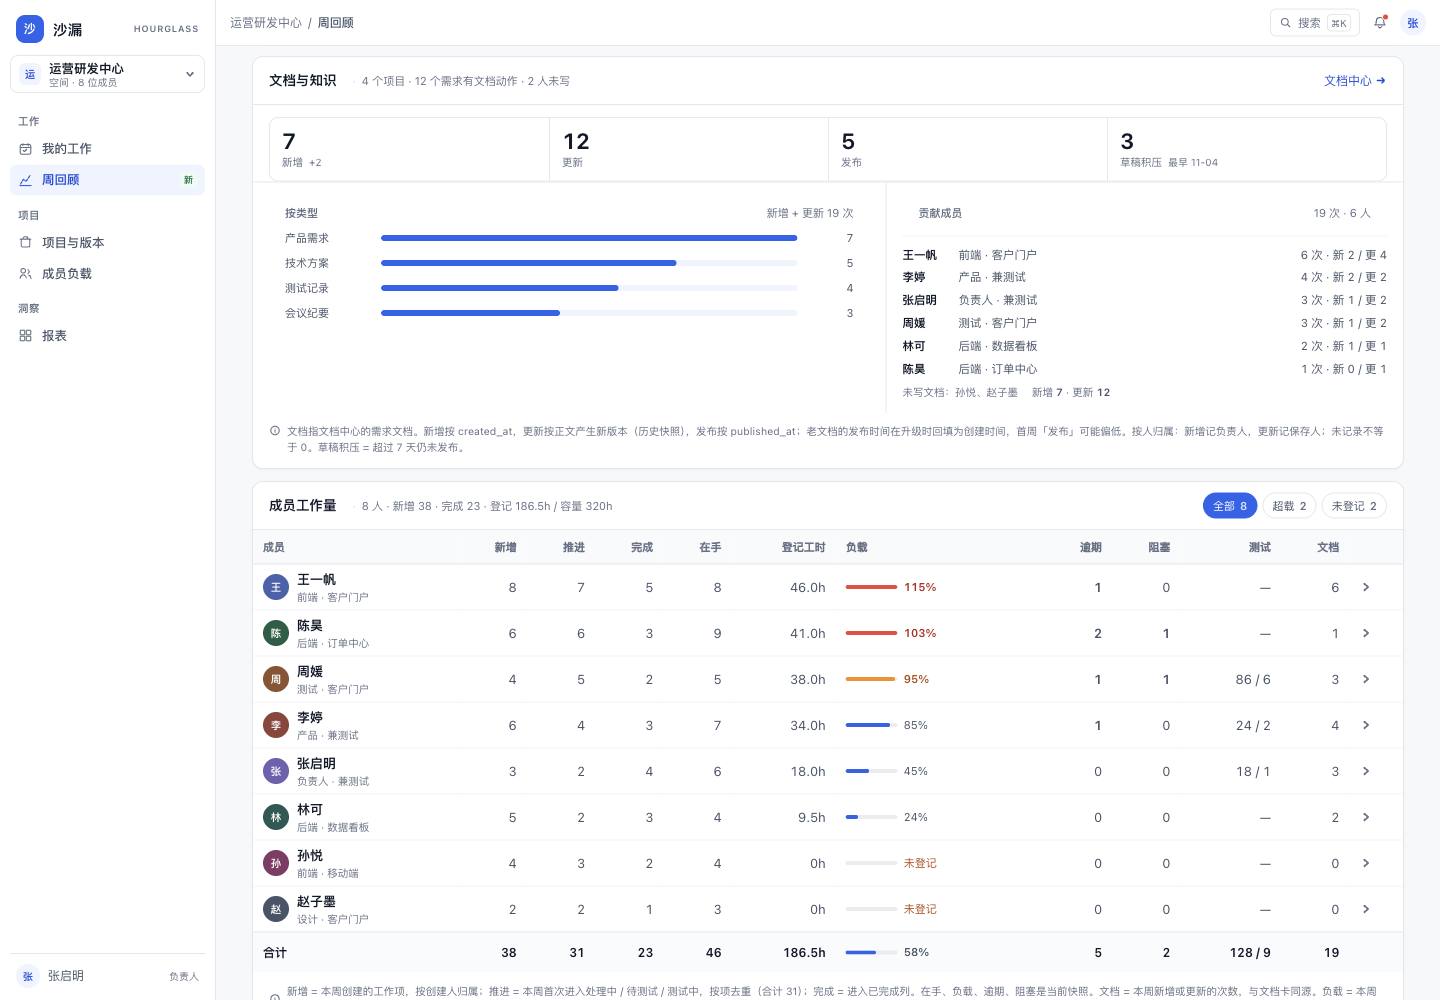 沙 沙漏 HOURGLASS
运 运营研发中心
空间 · 8 位成员
工作
我的工作
周回顾 新
项目
项目与版本
成员负载
洞察
报表
张 张启明 负责人
运营研发中心 / 周回顾
搜索 ⌘K 张
文档与知识 · 4 个项目 · 12 个需求有文档动作 · 2 人未写 文档中心 →
7
新增 +2
12
更新
5
发布
3
草稿积压 最早 11-04
按类型 新增 + 更新 19 次
产品需求 7
技术方案 5
测试记录 4
会议纪要 3
贡献成员 19 次 · 6 人
王一帆 前端 · 客户门户 6 次 · 新 2 / 更 4
李婷 产品 · 兼测试 4 次 · 新 2 / 更 2
张启明 负责人 · 兼测试 3 次 · 新 1 / 更 2
周媛 测试 · 客户门户 3 次 · 新 1 / 更 2
林可 后端 · 数据看板 2 次 · 新 1 / 更 1
陈昊 后端 · 订单中心 1 次 · 新 0 / 更 1
未写文档：孙悦、赵子墨 新增 7 · 更新 12
文档指文档中心的需求文档。新增按 created_at，更新按正文产生新版本（历史快照），发布按 published_at；老文档的发布时间在升级时回填为创建时间，首周「发布」可能偏低。按人归属：新增记负责人，更新记保存人；未记录不等
于 0。草稿积压 = 超过 7 天仍未发布。
成员工作量 · 8 人 · 新增 38 · 完成 23 · 登记 186.5h / 容量 320h 全部 8 超载 2 未登记 2
成员 新增 推进 完成 在手 登记工时 负载 逾期 阻塞 测试 文档
王 王一帆 8 7 5 8 46.0h 115% 1 0 — 6
前端 · 客户门户
陈 陈昊 6 6 3 9 41.0h 103% 2 1 — 1
后端 · 订单中心
周 周媛 4 5 2 5 38.0h 95% 1 1 86 / 6 3
测试 · 客户门户
李 李婷 6 4 3 7 34.0h 85% 1 0 24 / 2 4
产品 · 兼测试
张 张启明 3 2 4 6 18.0h 45% 0 0 18 / 1 3
负责人 · 兼测试
林 林可 5 2 3 4 9.5h 24% 0 0 — 2
后端 · 数据看板
孙 孙悦 4 3 2 4 0h 未登记 0 0 — 0
前端 · 移动端
赵 赵子墨 2 2 1 3 0h 未登记 0 0 — 0
设计 · 客户门户
合计 38 31 23 46 186.5h 58% 5 2 128 / 9 19
新增 = 本周创建的工作项，按创建人归属；推进 = 本周首次进入处理中 / 待测试 / 测试中，按项去重（合计 31）；完成 = 进入已完成列。在手、负载、逾期、阻塞是当前快照。文档 = 本周新增或更新的次数，与文档卡同源。负载 = 本周